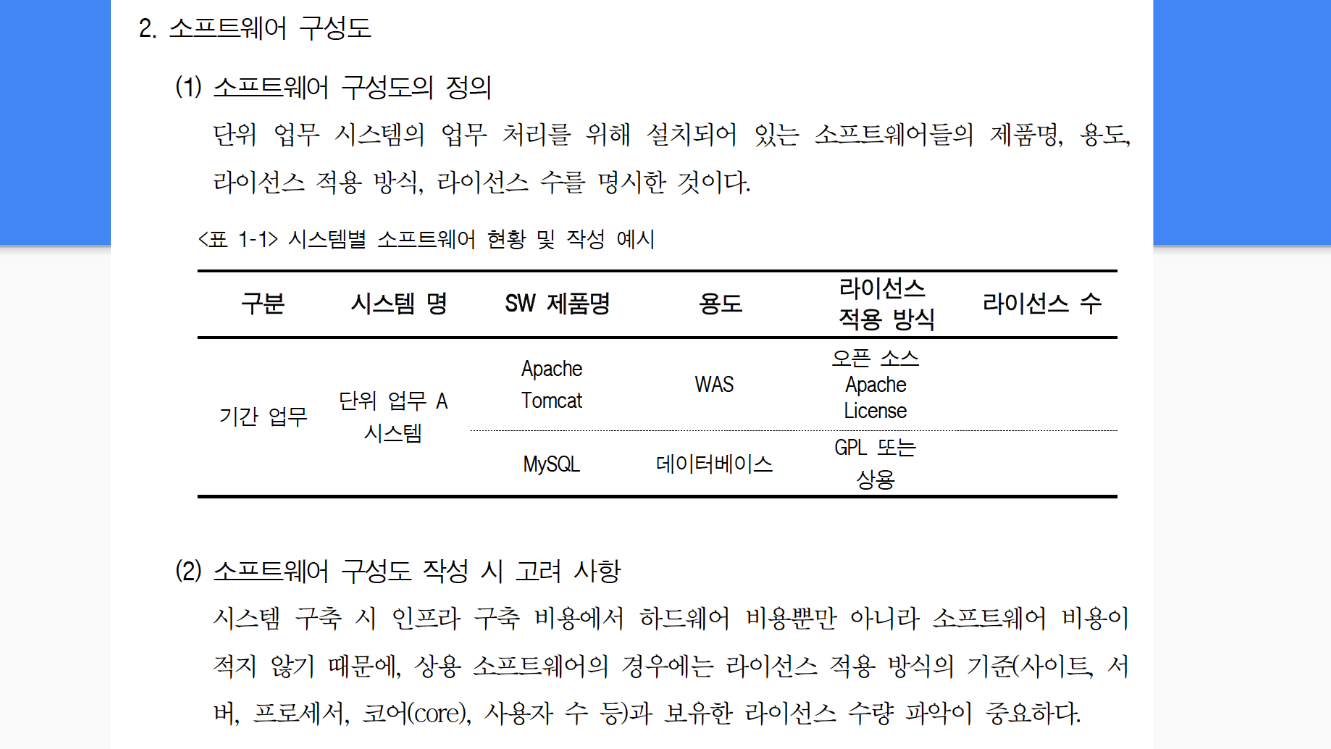 2. 소프트웨어 구성도
(1) 소프트웨어 구성도의 정의
단위 업무 시스템의 업무 처리를 위해 설치되어 있는 소프트웨어들의 제품명, 용도,
라이선스 적용 방식, 라이선스 수를 명시한 것이다.
<표 1-1> 시스템별 소프트웨어 현황 및 작성 예시
구분 시스템 명 SW 제품명 용도 라이선스 적용 방식 라이선스 수
기간 업무
단위 업무 A
시스템
Apache
Tomcat
WAS
오픈 소스
Apache
License
MySQL
데이터베이스
GPL 또는
상용
(2) 소프트웨어 구성도 작성 시 고려 사항
시스템 구축 시 인프라 구축 비용에서 하드웨어 비용뿐만 아니라 소프트웨어 비용이
적지 않기 때문에, 상용 소프트웨어의 경우에는 라이선스 적용 방식의 기준(사이트, 서
버, 프로세서, 코어(core), 사용자 수 등)과 보유한 라이선스 수량 파악이 중요하다.